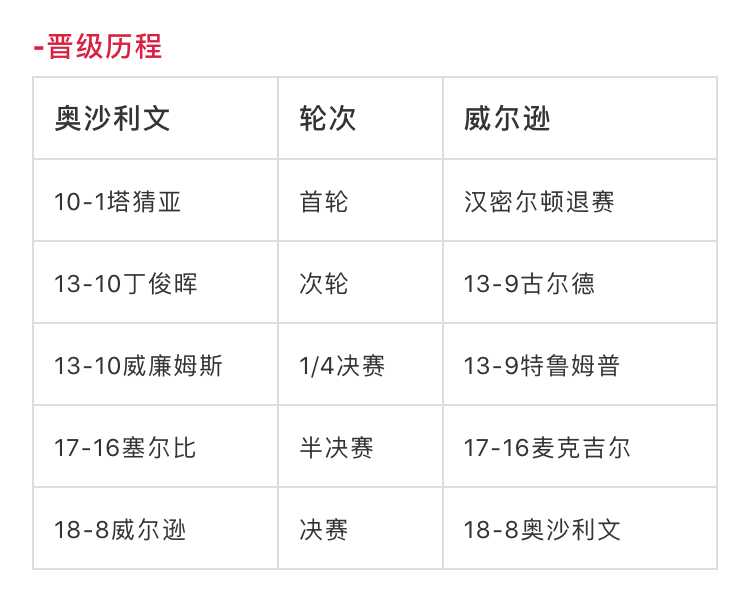 -晋级历程
奥沙利文 轮次 威尔逊
10-1塔猜亚 首轮 汉密尔顿退赛
13-10丁俊晖 次轮 13-9古尔德
13-10威廉姆斯 1/4决赛 13-9特鲁姆普
17-16塞尔比 半决赛 17-16麦克吉尔
18-8威尔逊 决赛 18-8奥沙利文